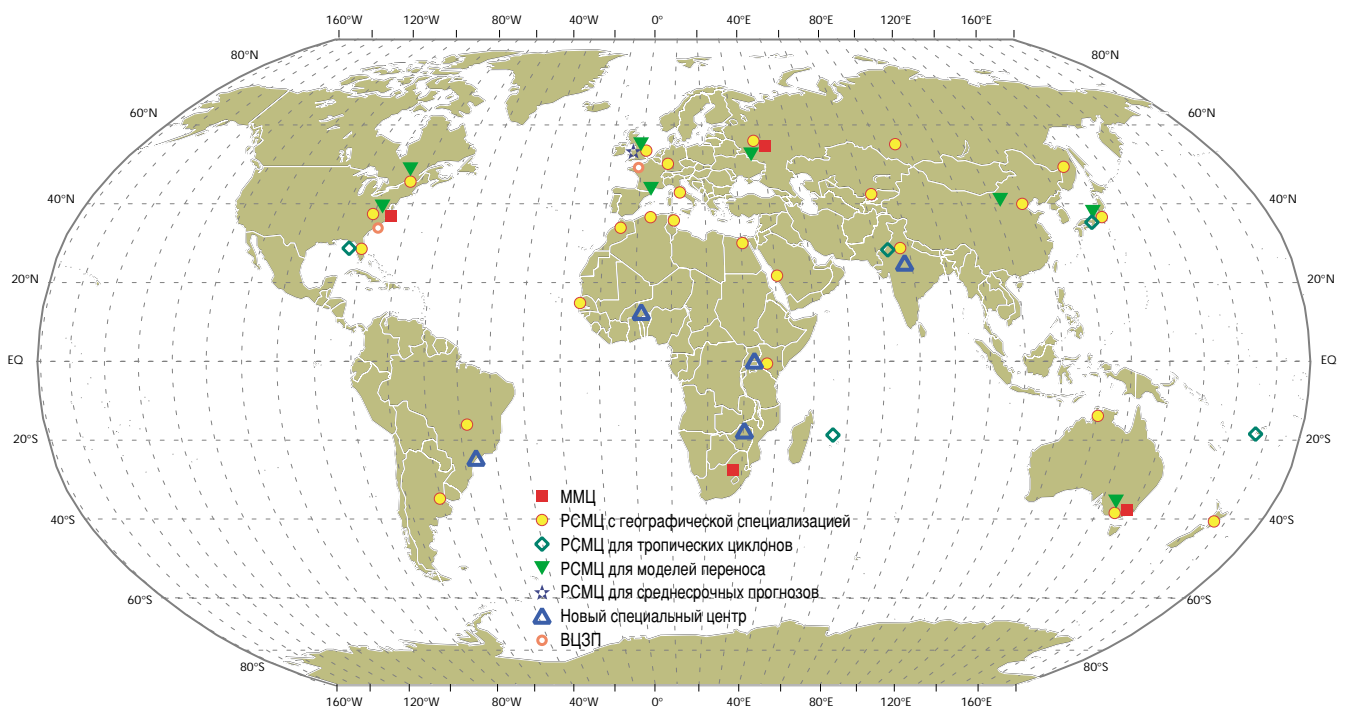 160°W 120°W 80°W 40°W 0° 40°E 80°E 120°E 160°E
80°N 80°N
60°N 60°N
40°N 40°N
20°N 20°N
EQ EQ
20°S 20°S
ММЦ
РСМЦ с географической специализацией
40°S 40°S
РСМЦ для тропических циклонов
РСМЦ для моделей переноса
РСМЦ для среднесрочных прогнозов
60°S 60°S
Новый специальный центр
ВЦЗП
80°S 80°S
160°W 120°W 80°W 40°W 0° 40°E 80°E 120°E 160°E